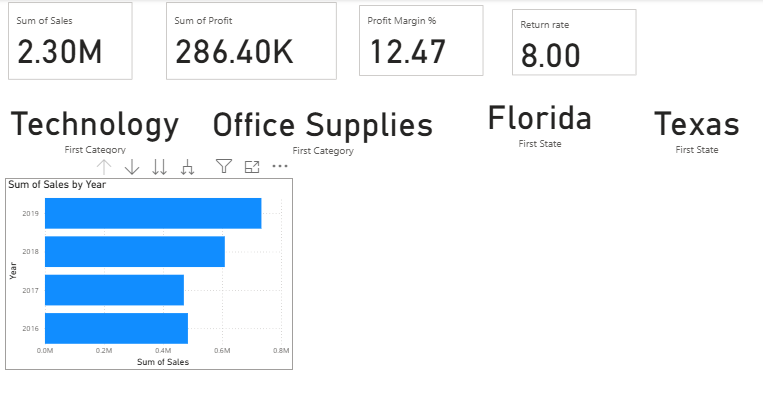 Sum of Sales
2.30M
Sum of Profit
286.40K
Profit Margin %
12.47
Return rate
8.00
Technology
First Category
Office Supplies
First Category
Florida
First State
Texas
First State
Sum of Sales by Year
2019
2018
2017
2016
Year
0.0M 0.2M 0.4M 0.6M 0.8M
Sum of Sales